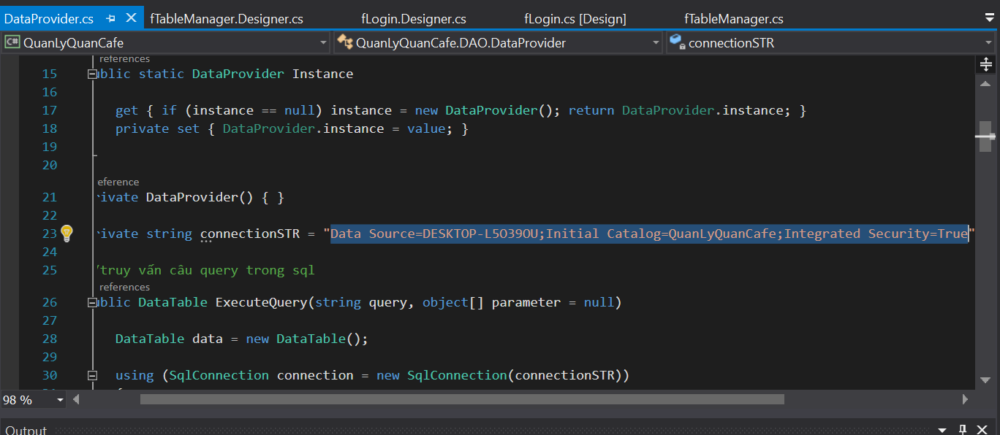 DataProvider.cs fTableManager.Designer.cs fLogin.Designer.cs fLogin.cs [Design] fTableManager.cs
C# QuanLyQuanCafe QuanLyQuanCafe.DAO.DataProvider connectionSTR
references
15 ublic static DataProvider Instance
16
17 get { if (instance == null) instance = new DataProvider(); return DataProvider.instance; }
18 private set { DataProvider.instance = value; }
19
20
eference
21 rivate DataProvider() { }
22
23 rivate string connectionSTR = "Data Source=DESKTOP-L5O39OU;Initial Catalog=QuanLyQuanCafe;Integrated Security=True"
24
25 /truy vấn câu query trong sql
references
26 ublic DataTable ExecuteQuery(string query, object[] parameter = null)
27
28 DataTable data = new DataTable();
29
30 using (SqlConnection connection = new SqlConnection(connectionSTR))
98 %
Output